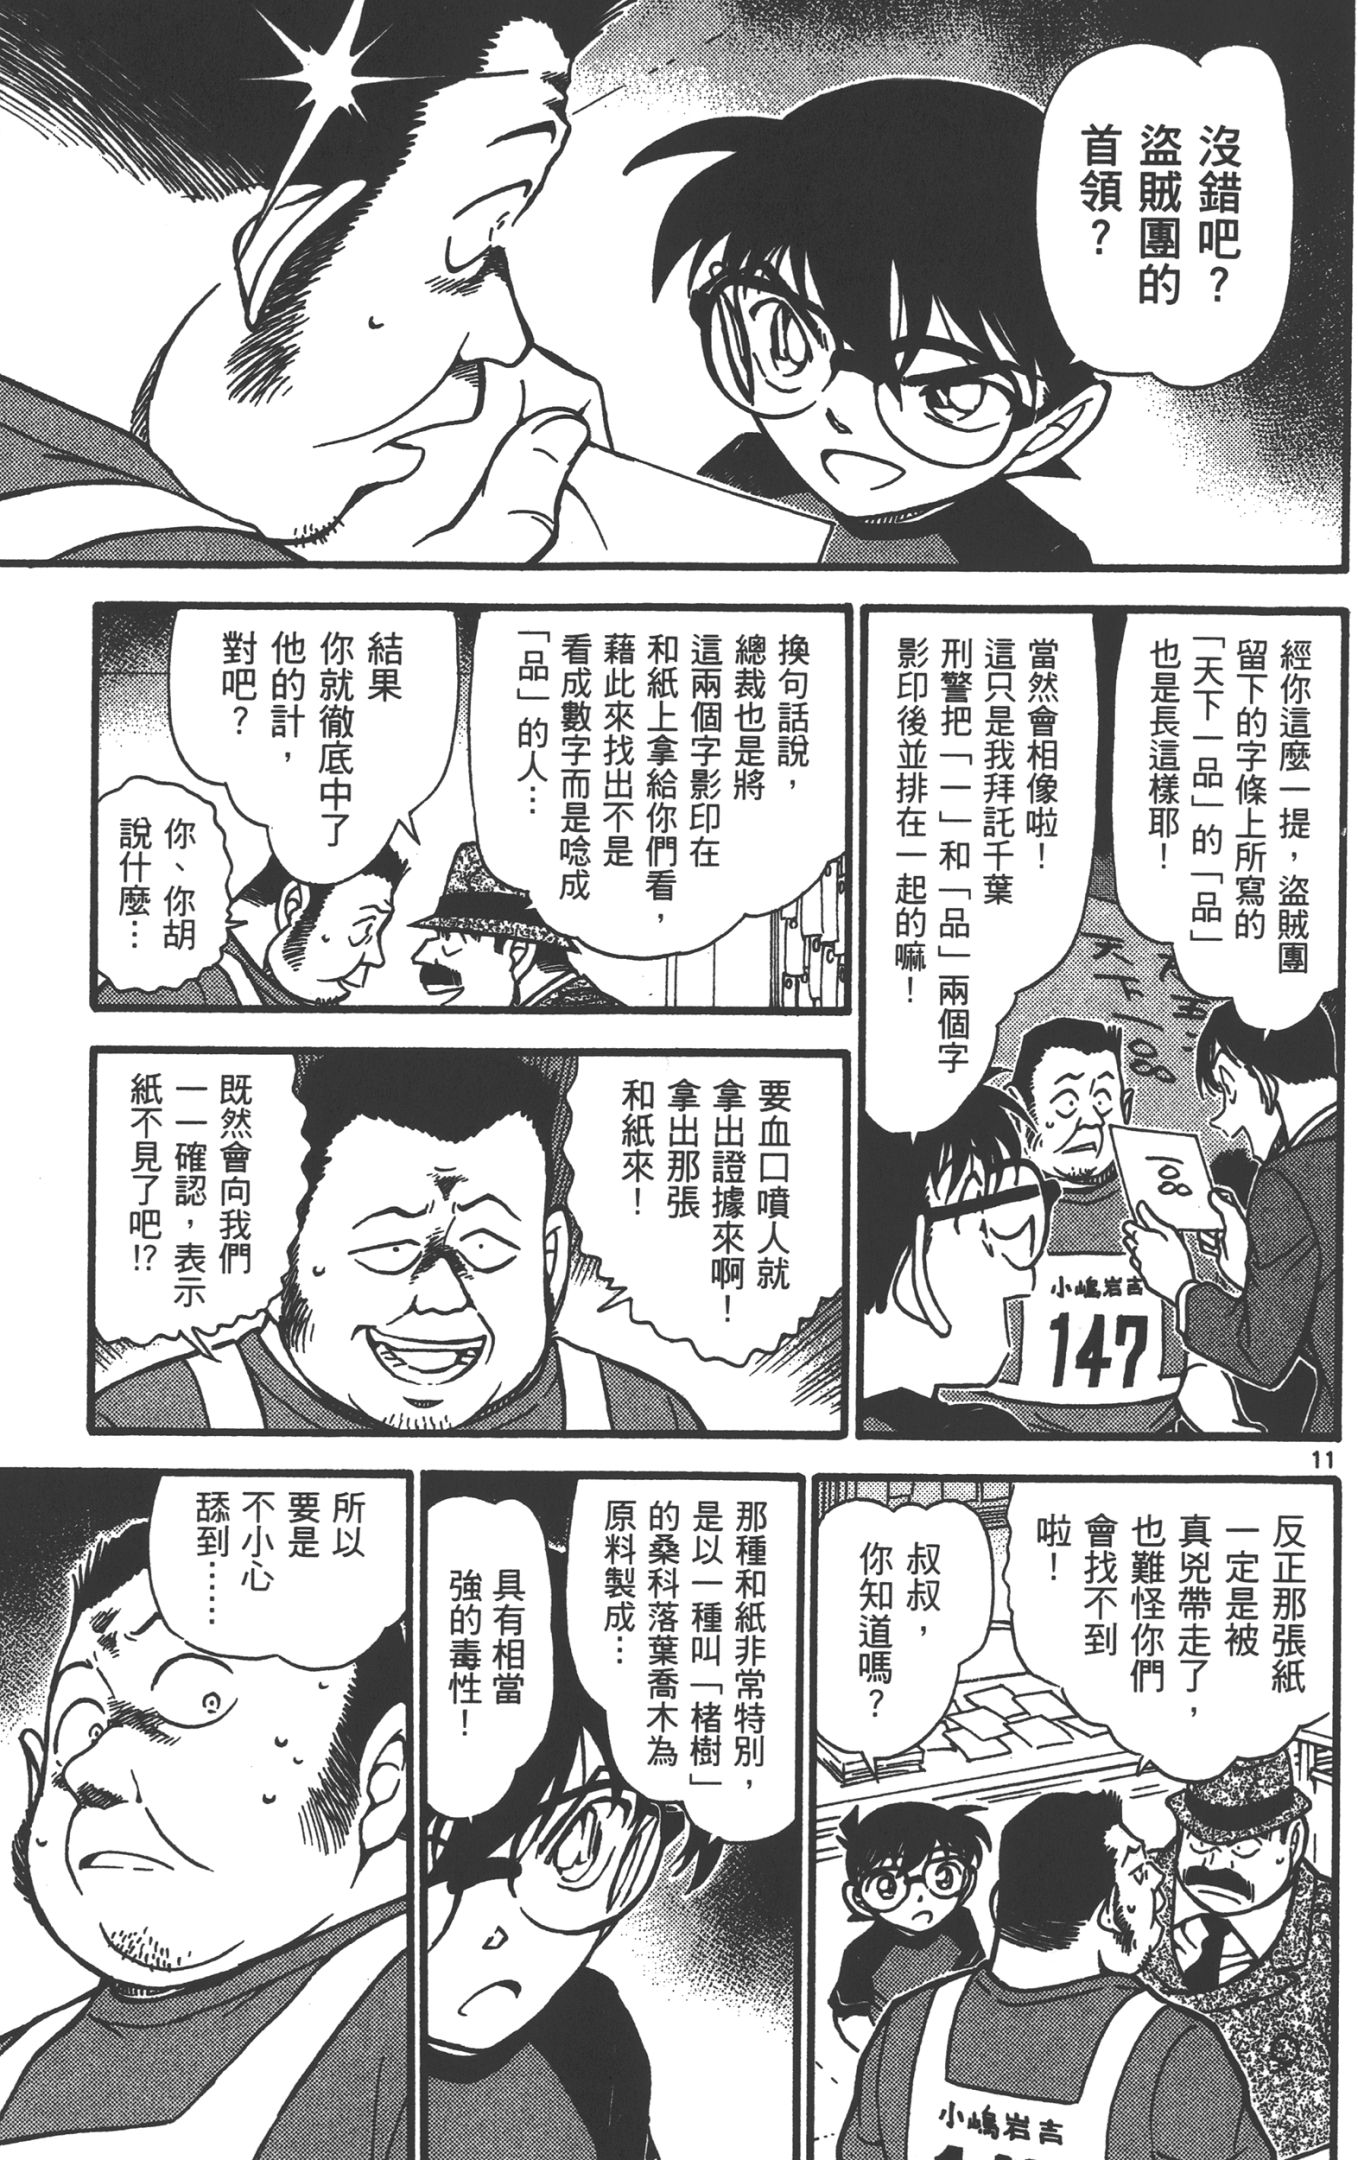 沒錯吧？
盜賊團的
首領？
經你這麼一提，盜賊團
留下的字條上所寫的
「天下一品」的「品」
也是長這樣耶！
當然會相像啦！
這只是我拜託千葉
刑警把「一」和「品」兩個字
影印後並排在一起的嘛！
天下一08
108
小嶋岩吉
147
換句話說，
總裁也是將
這兩個字影印在
和紙上拿給你們看，
藉此來找出不是
看成數字而是唸成
「品」的人…
結果
你就徹底中了
他的計，
對吧？
你、你胡
說什麼…
要血口噴人就
拿出證據來啊！
拿出那張
和紙來！
既然會向我們
一一確認，表示
紙不見了吧!?
11
反正那張紙
一定是被
真兇帶走了，
也難怪你們
會找不到
啦！
叔叔，
你知道嗎？
小嶋岩吉
那種和紙非常特別，
是以一種叫「楮樹」
的桑科落葉喬木為
原料製成…
具有相當
強的毒性！
所以
要是
不小心
舔到……